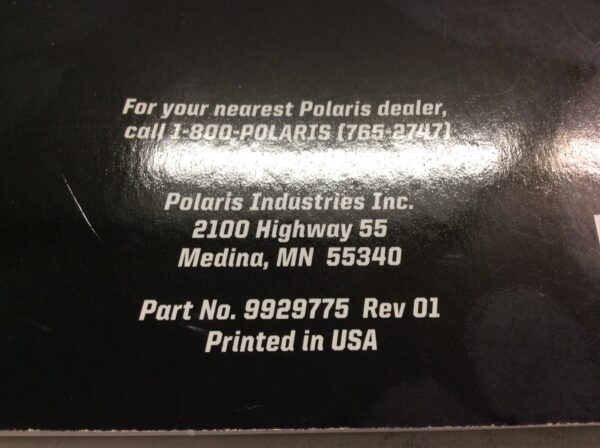 For your nearest Polaris dealer,
call 1-800-POLARIS (765-2747)
Polaris Industries Inc.
2100 Highway 55
Medina, MN 55340
Part No. 9929775 Rev 01
Printed in USA